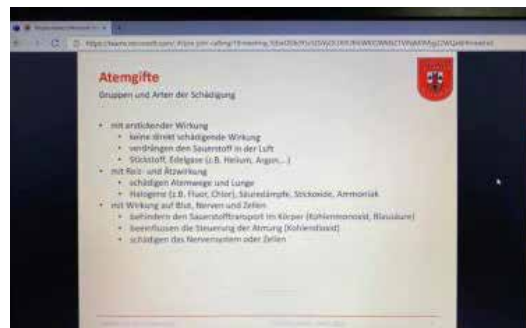 Atemgifte
Gruppen und Arten der Schädigung
• mit erstickender Wirkung
• keine direkt schädigende Wirkung
• verdrängen den Sauerstoff in der Luft
• Stickstoff, Edelgase (z.B. Helium, Argon,...)
• mit Reiz- und Ätzwirkung
• schädigen Atemwege und Lunge
• Halogene (z.B. Fluor, Chlor), Säuredämpfe, Stickoxide, Ammoniak
• mit Wirkung auf Blut, Nerven und Zellen
• behindern den Sauerstofftransport im Körper (Kohlenmonoxid, Blausäure)
• beeinflussen die Steuerung der Atmung (Kohlendioxid)
• schädigen das Nervensystem oder Zellen